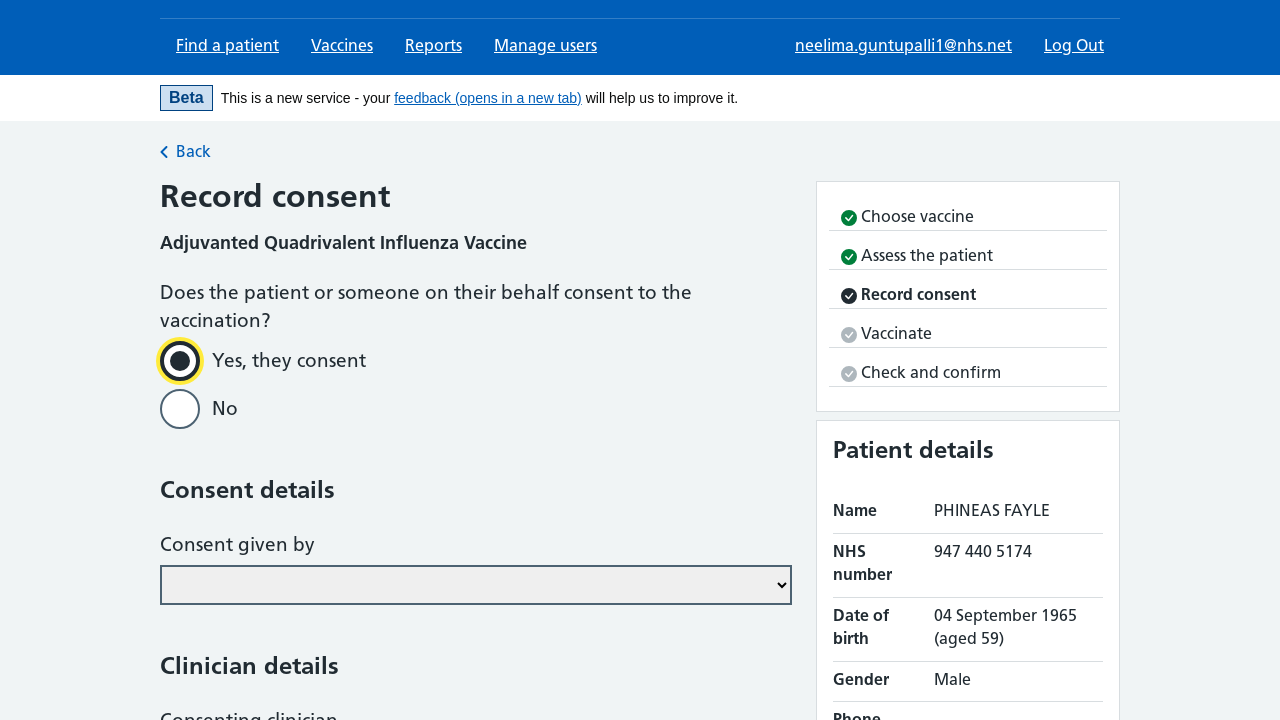 Find a patient Vaccines Reports Manage users neelima.guntupalli1@nhs.net Log Out
Beta This is a new service - your feedback (opens in a new tab) will help us to improve it.
Back
Record consent
Adjuvanted Quadrivalent Influenza Vaccine
Does the patient or someone on their behalf consent to the
vaccination?
Yes, they consent
No
Consent details
Consent given by
Clinician details
Consenting clinician
Choose vaccine
Assess the patient
Record consent
Vaccinate
Check and confirm
Patient details
Name PHINEAS FAYLE
NHS number 947 440 5174
Date of birth 04 September 1965 (aged 59)
Gender Male
Phone